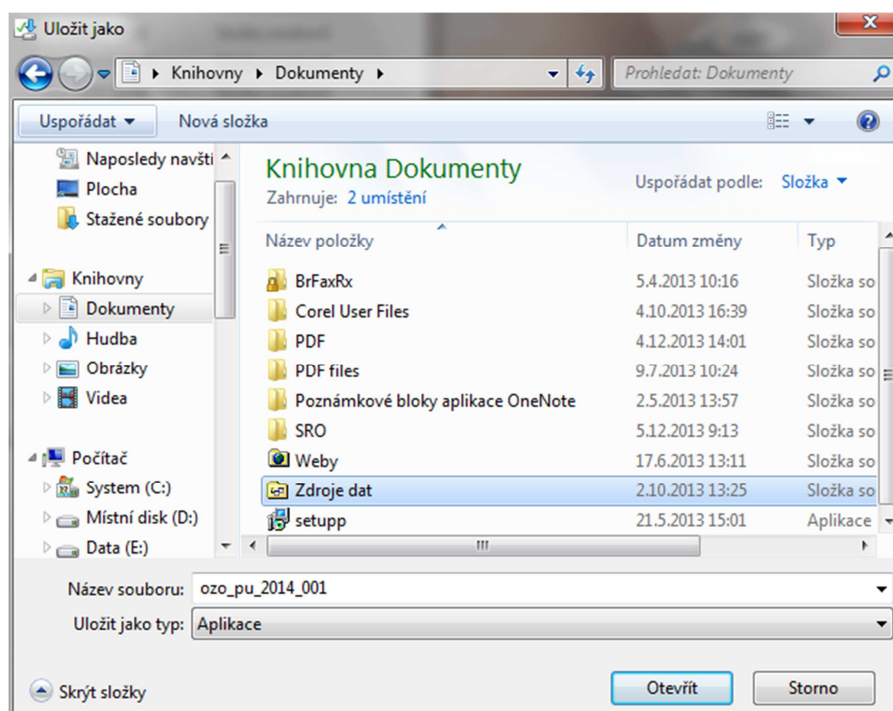 Uložit jako
Knihovny Dokumenty
Prohledat: Dokumenty
Uspořádat Nová složka
Naposledy navští
Plocha
Stažené soubory
Knihovny
Dokumenty
Hudba
Obrázky
Videa
Počítač
System (C:)
Místní disk (D:)
Data (E:)
Knihovna Dokumenty
Zahrnuje: 2 umístění
Uspořádat podle: Složka
Název položky Datum změny Typ
BrFaxRx 5.4.2013 10:16 Složka so
Corel User Files 4.10.2013 16:39 Složka so
PDF 4.12.2013 14:01 Složka so
PDF files 9.7.2013 10:24 Složka so
Poznámkové bloky aplikace OneNote 2.5.2013 13:57 Složka so
SRO 5.12.2013 9:13 Složka so
Weby 17.6.2013 13:11 Složka so
Zdroje dat 2.10.2013 13:25 Složka so
setupp 21.5.2013 15:01 Aplikace
Název souboru: ozo_pu_2014_001
Uložit jako typ: Aplikace
Skrýt složky
Otevřít Storno